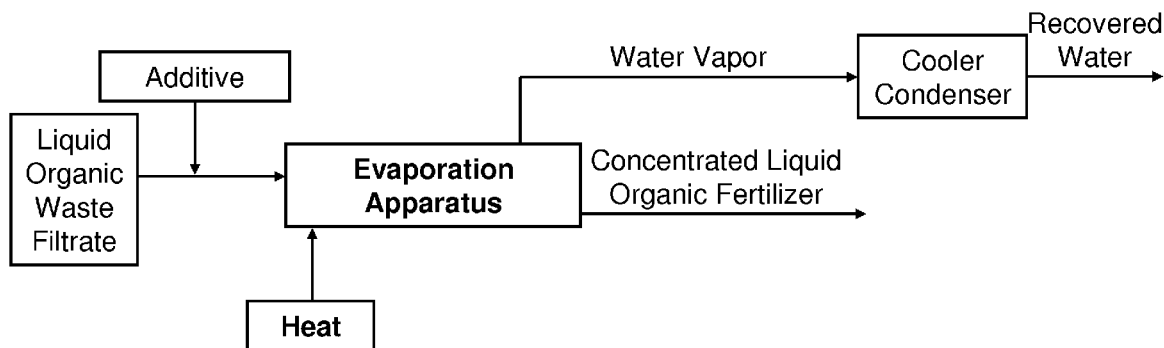 Additive
Liquid
Organic
Waste
Filtrate
Evaporation
Apparatus
Heat
Water Vapor
Concentrated Liquid
Organic Fertilizer
Cooler
Condenser
Recovered
Water